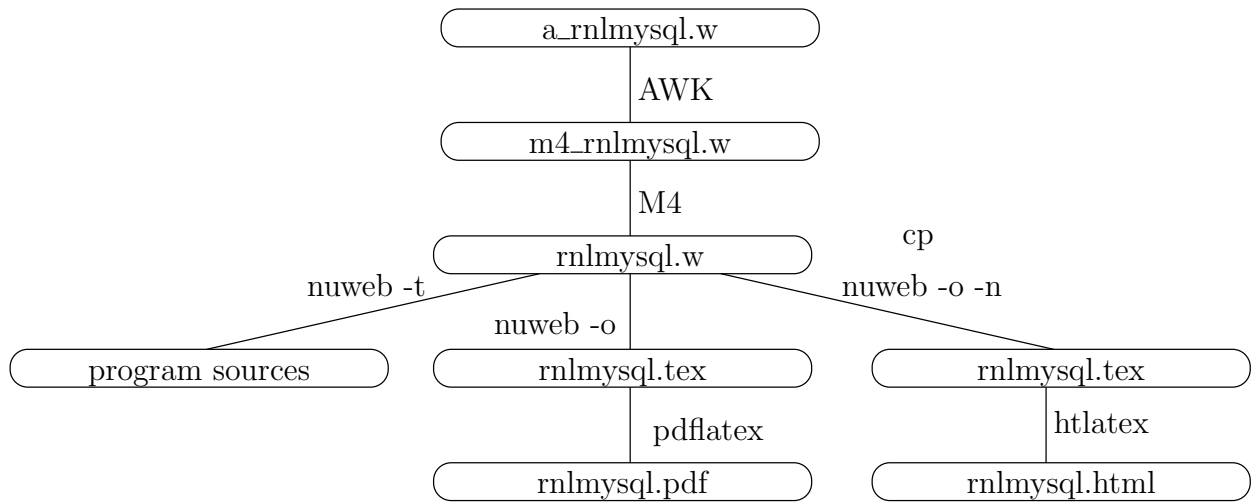 a_rnlmysql.w
AWK
m4_rnlmysql.w
M4
cp
rnlmysql.w
nuweb -t
nuweb -o -n
nuweb -o
program sources
rnlmysql.tex
rnlmysql.tex
pdflatex
htlatex
rnlmysql.pdf
rnlmysql.html